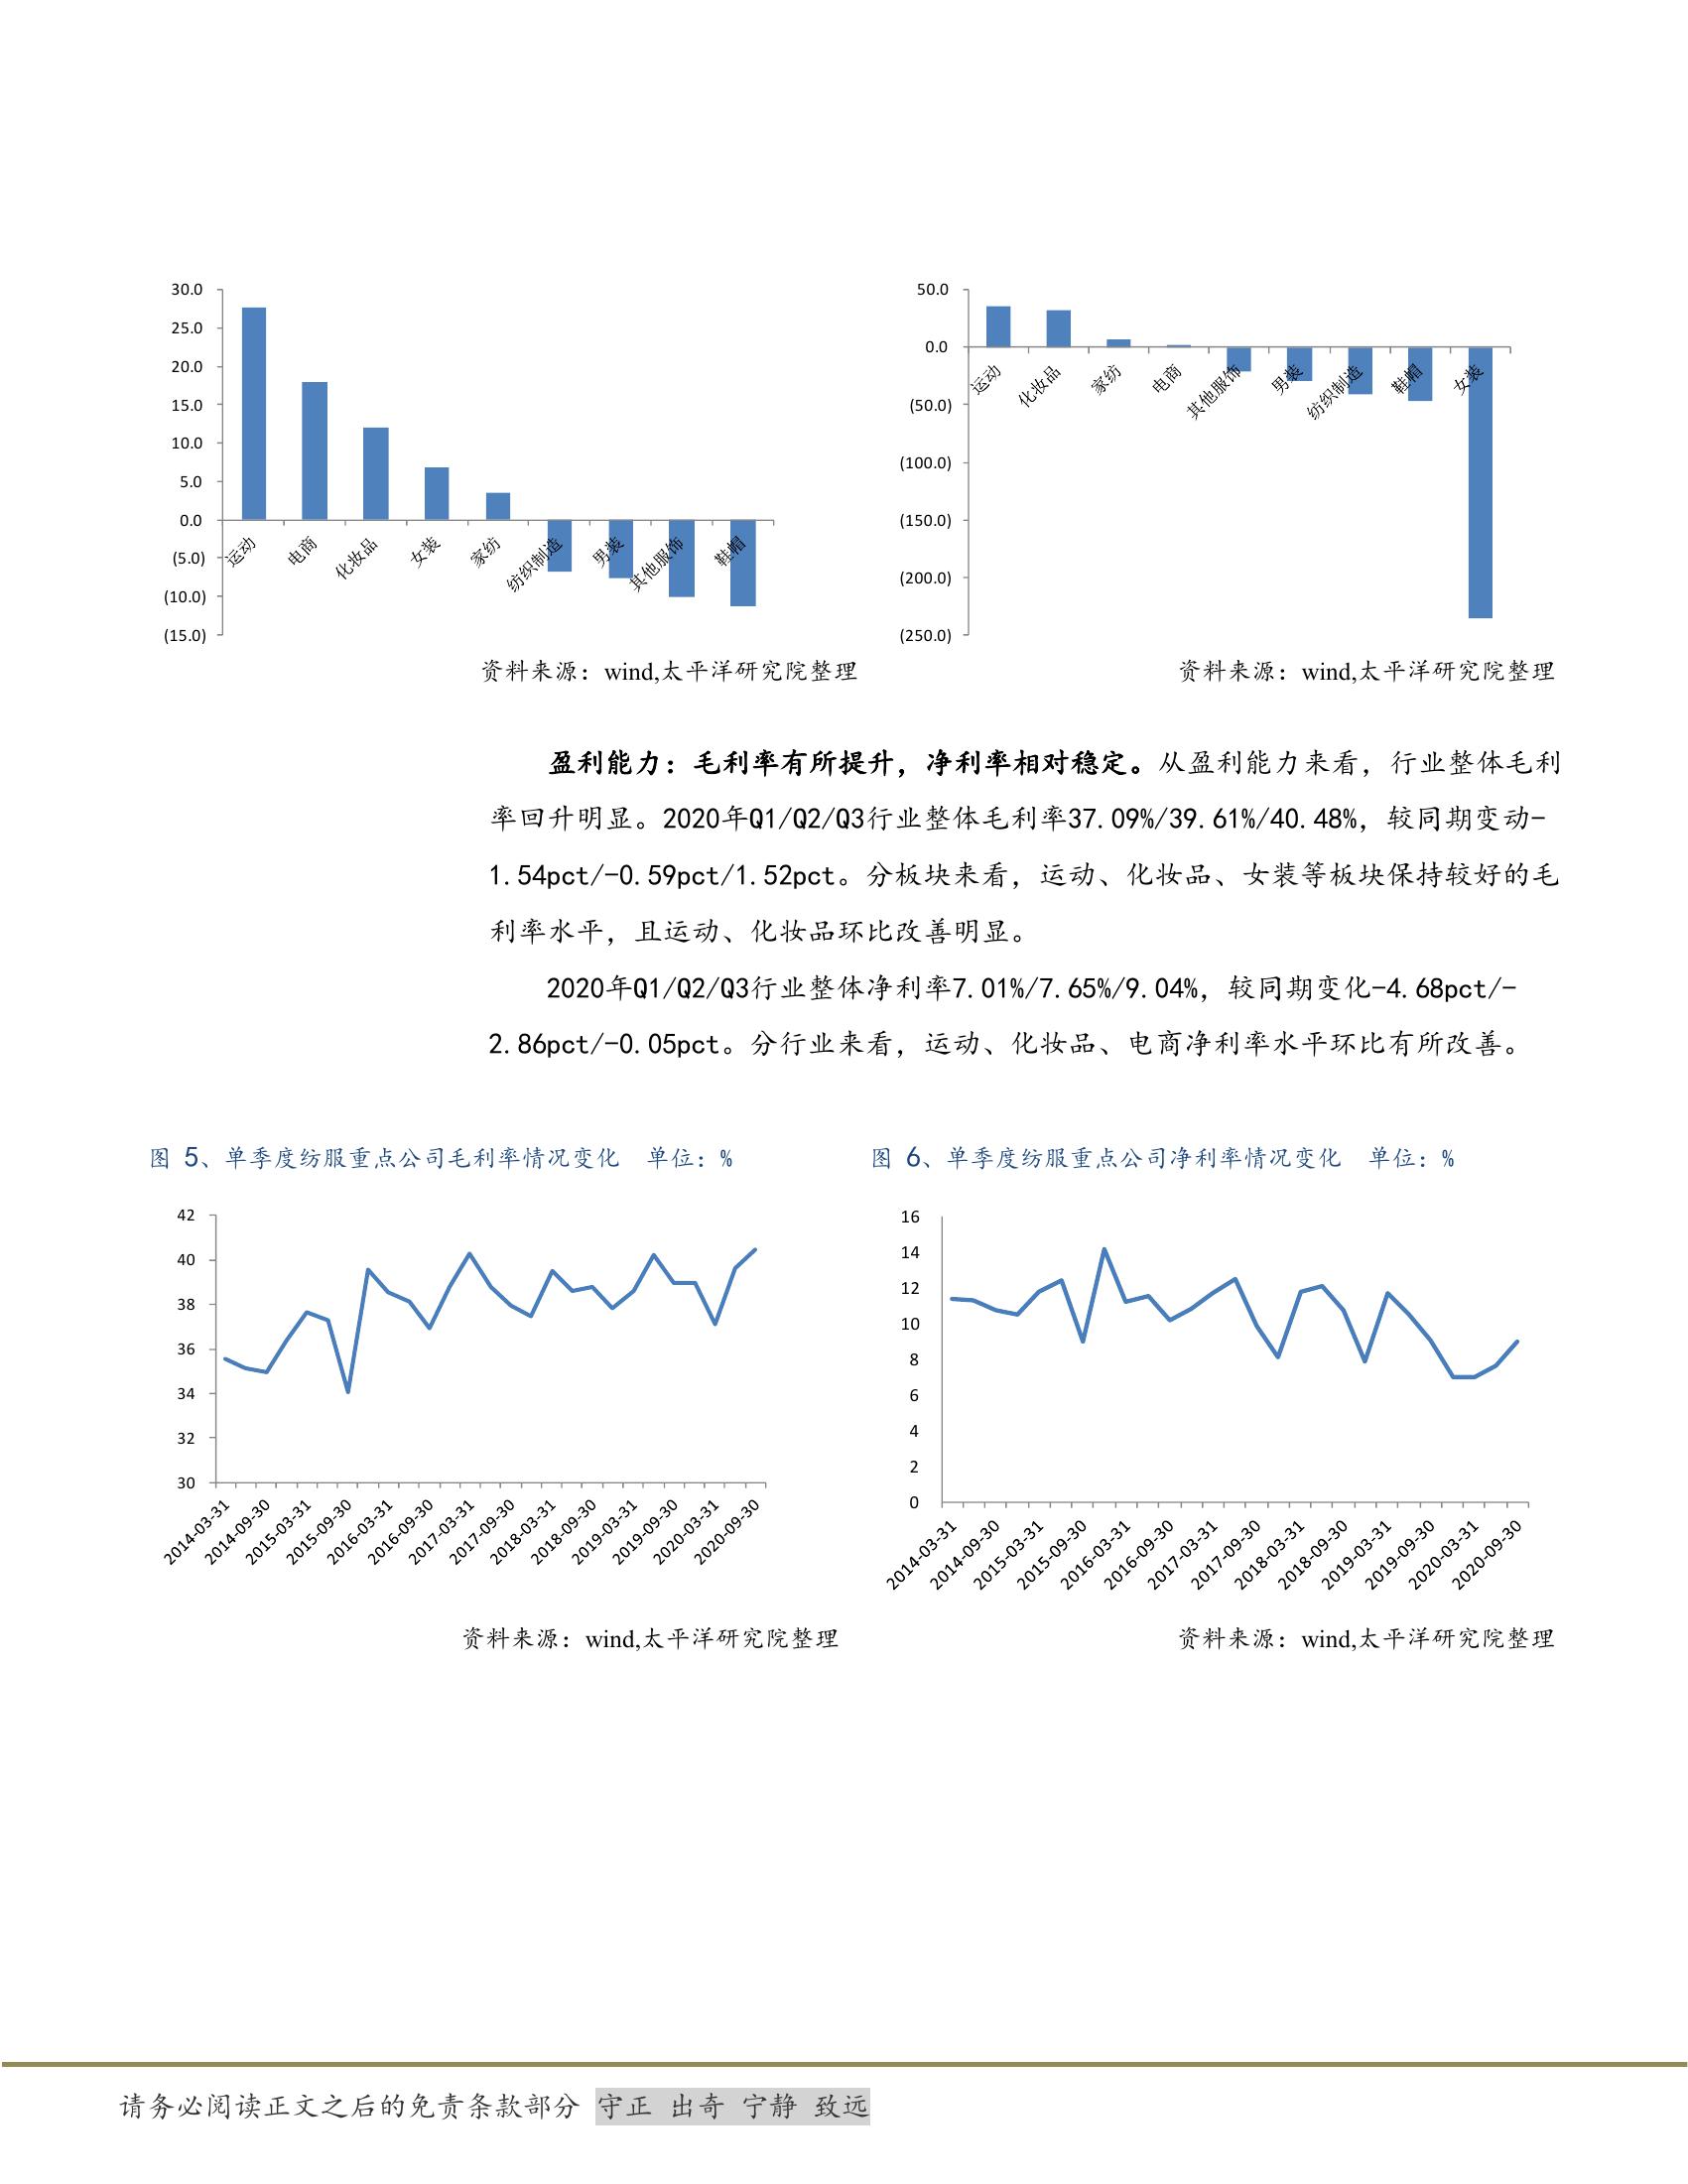 30.0
25.0
20.0
15.0
10.0
5.0
0.0
(5.0)
(10.0)
(15.0)
运动 电商 化妆品 女装 家纺 纺织制造 男装 其他服饰 鞋帽
50.0
0.0
(50.0)
(100.0)
(150.0)
(200.0)
(250.0)
运动 化妆品 家纺 电商 其他服饰 男装 纺织制造 鞋帽 女装
资料来源：wind,太平洋研究院整理
资料来源：wind,太平洋研究院整理
盈利能力：毛利率有所提升，净利率相对稳定。从盈利能力来看，行业整体毛利
率回升明显。2020年Q1/Q2/Q3行业整体毛利率37.09%/39.61%/40.48%，较同期变动-
1.54pct/-0.59pct/1.52pct。分板块来看，运动、化妆品、女装等板块保持较好的毛
利率水平，且运动、化妆品环比改善明显。
2020年Q1/Q2/Q3行业整体净利率7.01%/7.65%/9.04%，较同期变化-4.68pct/-
2.86pct/-0.05pct。分行业来看，运动、化妆品、电商净利率水平环比有所改善。
图 5、单季度纺服重点公司毛利率情况变化 单位：%
42
40
38
36
34
32
30
2014-03-31 2014-09-30 2015-03-31 2015-09-30 2016-03-31 2016-09-30 2017-03-31 2017-09-30 2018-03-31 2018-09-30 2019-03-31 2019-09-30 2020-03-31 2020-09-30
资料来源：wind,太平洋研究院整理
图 6、单季度纺服重点公司净利率情况变化 单位：%
16
14
12
10
8
6
4
2
0
2014-03-31 2014-09-30 2015-03-31 2015-09-30 2016-03-31 2016-09-30 2017-03-31 2017-09-30 2018-03-31 2018-09-30 2019-03-31 2019-09-30 2020-03-31 2020-09-30
资料来源：wind,太平洋研究院整理
请务必阅读正文之后的免责条款部分 守正 出奇 宁静 致远